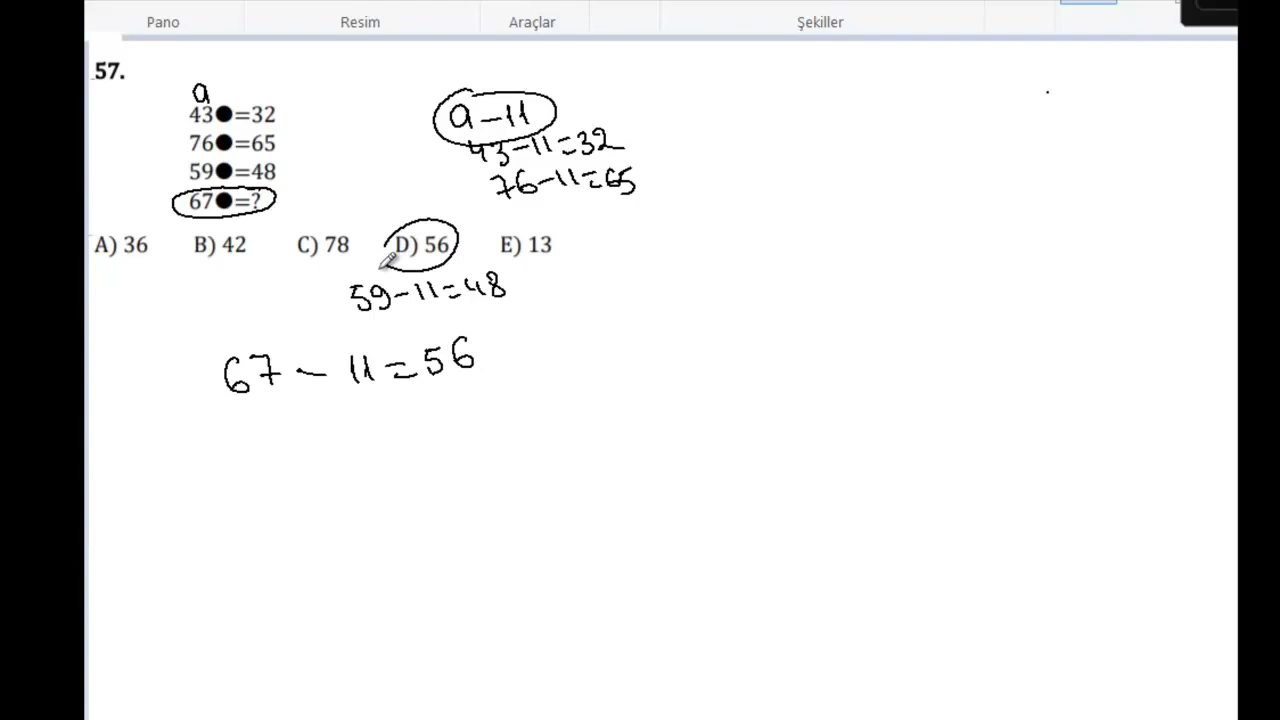 Pano Resim Araçlar Şekiller
57.
a
43●=32
76●=65
59●=48
67●=?
a-11
43-11=32
76-11=65
A) 36 B) 42 C) 78 D) 56 E) 13
59-11=48
67-11=56